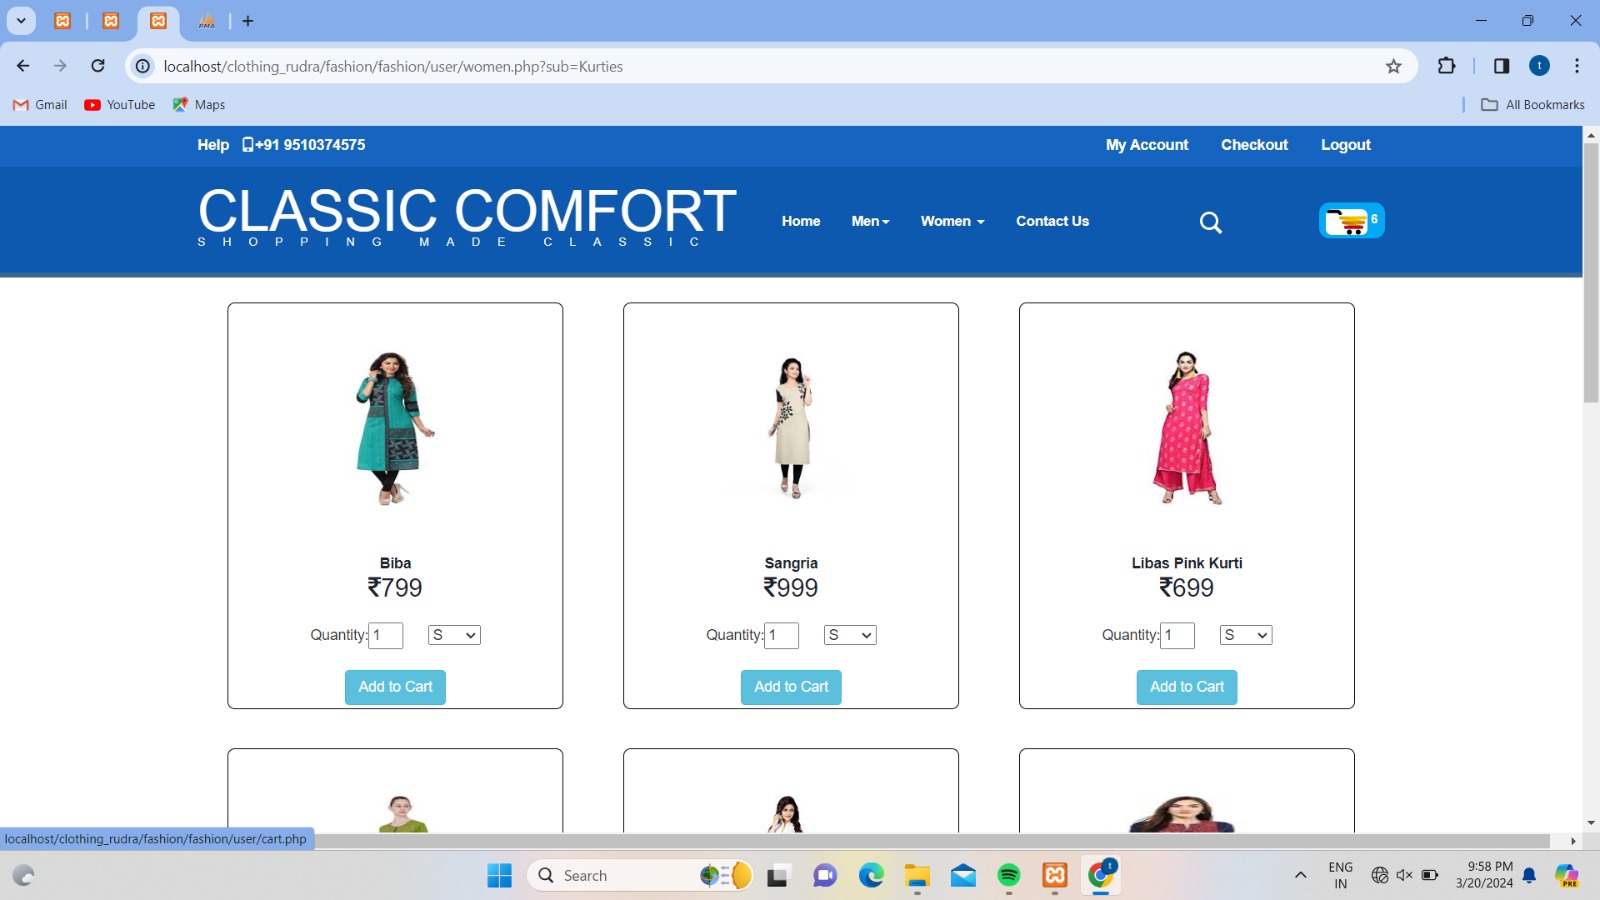 localhost/clothing_rudra/fashion/fashion/user/women.php?sub=Kurties
Gmail YouTube Maps All Bookmarks
Help +91 9510374575 My Account Checkout Logout
CLASSIC COMFORT
SHOPPING MADE CLASSIC
Home Men Women Contact Us 6
Biba
₹799
Quantity: 1 S
Add to Cart
Sangria
₹999
Quantity: 1 S
Add to Cart
Libas Pink Kurti
₹699
Quantity: 1 S
Add to Cart
localhost/clothing_rudra/fashion/fashion/user/cart.php
Search
ENG
IN
9:58 PM
3/20/2024
PRE
PMA
t
t